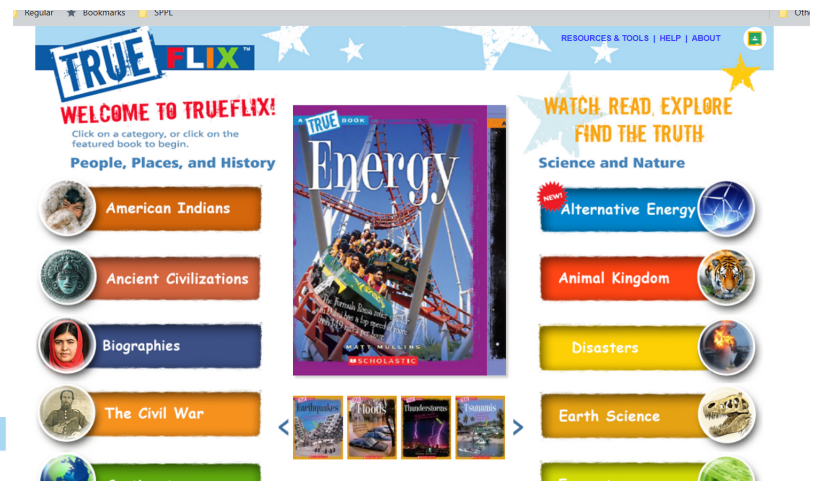 Regular
Bookmarks
SPPL
RESOURCES & TOOLS | HELP | ABOUT
TRUE FLIX™
WELCOME TO TRUEFLIX!
Click on a category, or click on the
featured book to begin.
People, Places, and History
American Indians
Ancient Civilizations
Biographies
The Civil War
A TRUE BOOK
Energy
MATT MULLINS
SCHOLASTIC
Earthquakes
Floods
Thunderstorms
Tsunamis
WATCH, READ, EXPLORE
FIND THE TRUTH
Science and Nature
NEW!
Alternative Energy
Animal Kingdom
Disasters
Earth Science